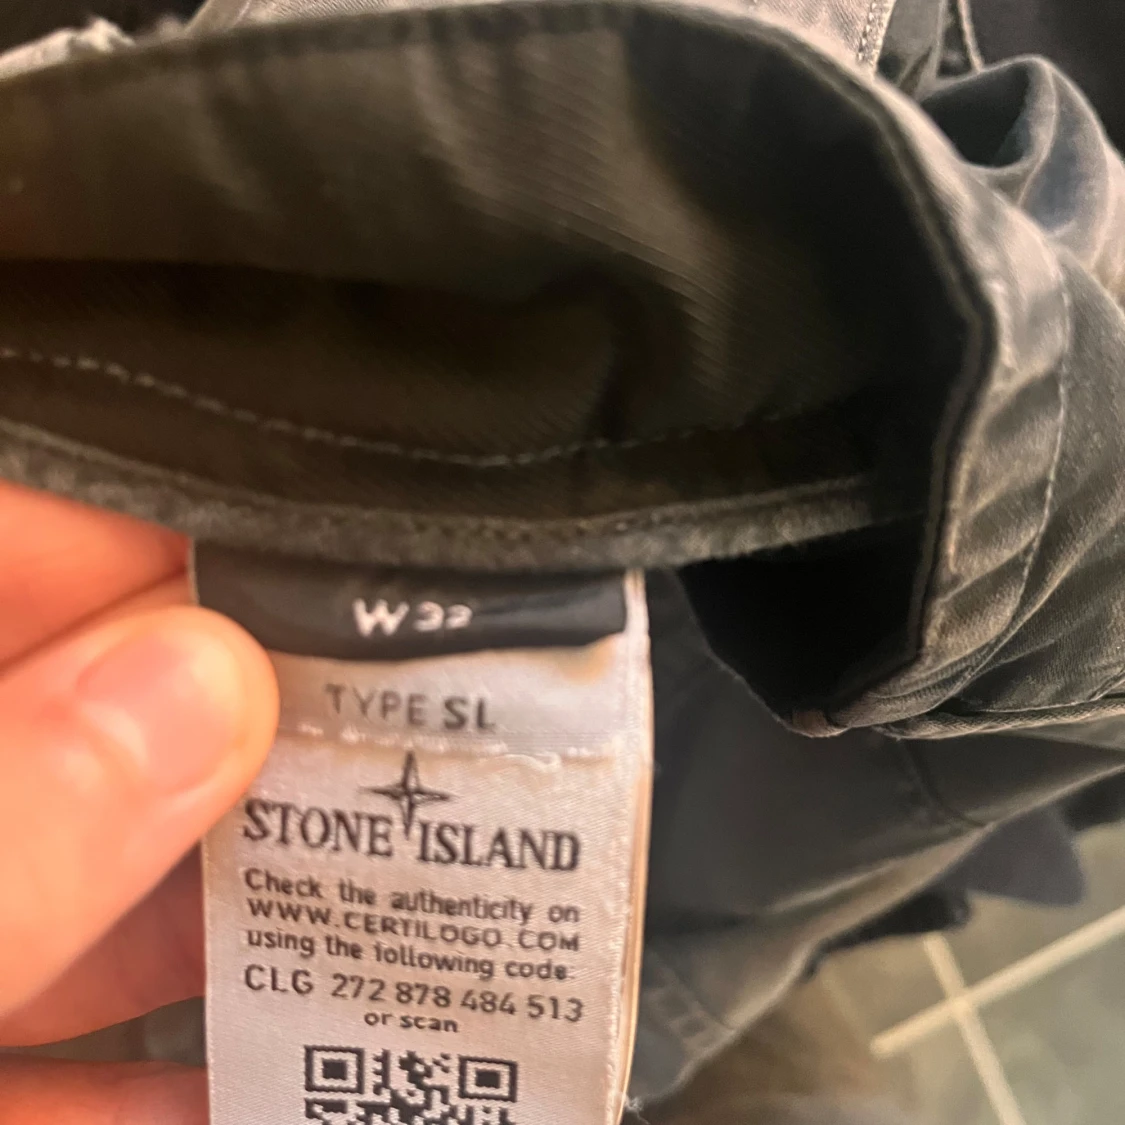 TYPE SL
STONE ISLAND
Check the authenticity on
WWW.CERTILOGO.COM
using the following code:
CLG 272 878 484 513
or scan